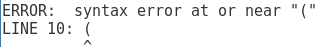 ERROR:  syntax error at or near "("
LINE 10: (
         ^